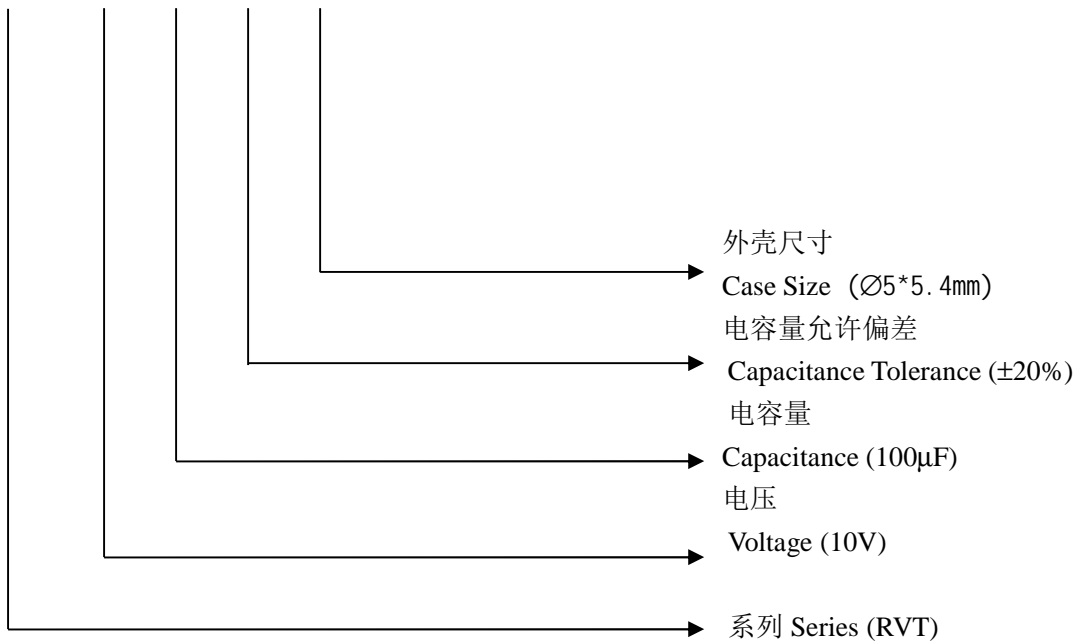 外壳尺寸
Case Size (∅5*5.4mm)
电容量允许偏差
Capacitance Tolerance (±20%)
电容量
Capacitance (100μF)
电压
Voltage (10V)
系列 Series (RVT)